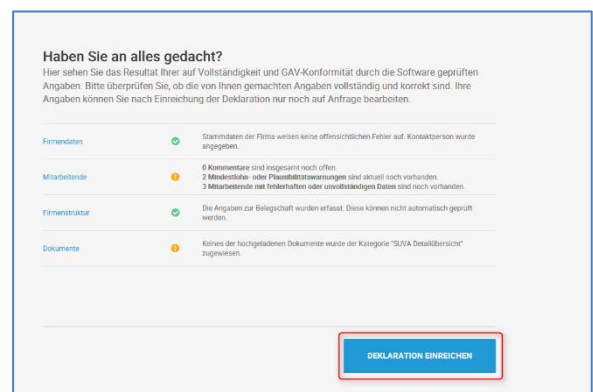 Haben Sie an alles gedacht?
Hier sehen Sie das Resultat Ihrer auf Vollständigkeit und GAV-Konformität durch die Software geprüften
Angaben. Bitte überprüfen Sie, ob die von Ihnen gemachten Angaben vollständig und korrekt sind. Ihre
Angaben können Sie nach Einreichung der Deklaration nur noch auf Anfrage bearbeiten.
Firmendaten
Stammdaten der Firma weisen keine offensichtlichen Fehler auf. Kontaktperson wurde
angegeben.
Mitarbeitende
0 Kommentare sind insgesamt noch offen.
2 Mindestlohn- oder Plausibilitätswarnungen sind aktuell noch vorhanden.
3 Mitarbeitende mit fehlerhaften oder unvollständigen Daten sind noch vorhanden.
Firmenstruktur
Die Angaben zur Belegschaft wurden erfasst. Diese können nicht automatisch geprüft
werden.
Dokumente
Keines der hochgeladenen Dokumente wurde der Kategorie "SUVA Detailübersicht"
zugewiesen.
DEKLARATION EINREICHEN